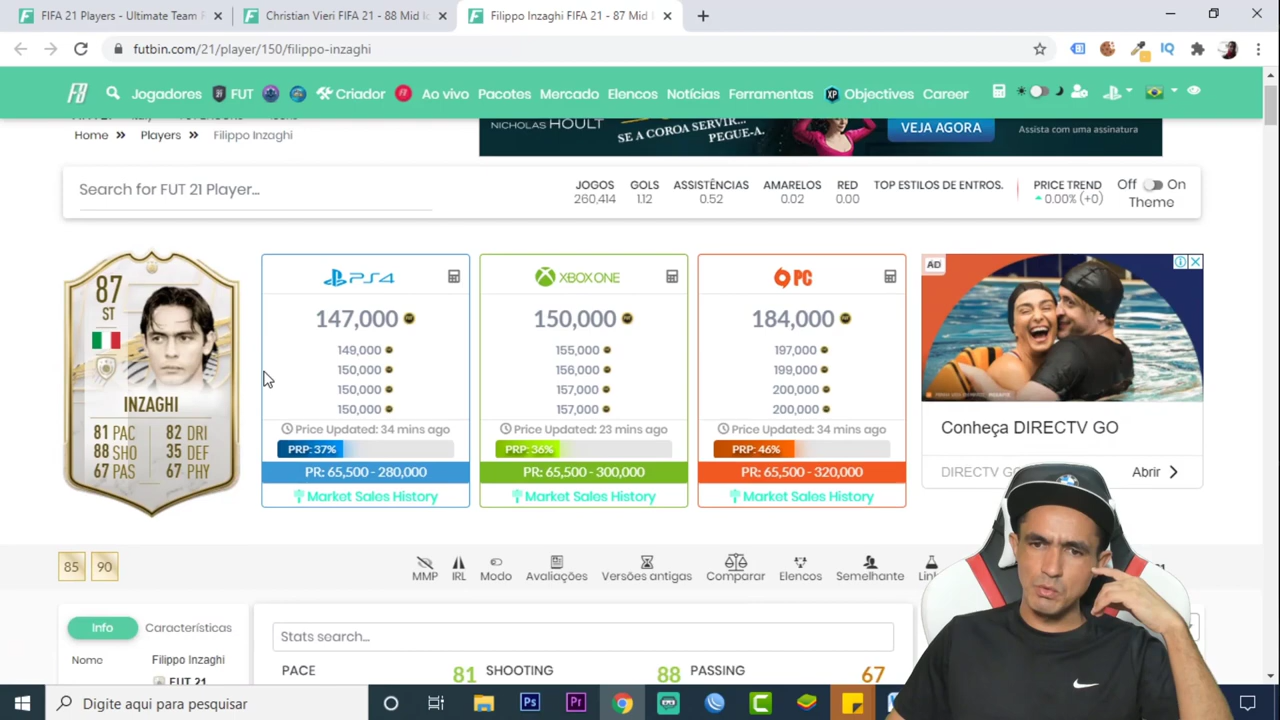 FIFA 21 Players - Ultimate Team F
Christian Vieri FIFA 21 - 88 Mid Ic
Filippo Inzaghi FIFA 21 - 87 Mid I
futbin.com/21/player/150/filippo-inzaghi
IQ
F8 Jogadores FUT Criador Ao vivo Pacotes Mercado Elencos Notícias Ferramentas XP Objectives Career
Home Players Filippo Inzaghi
NICHOLAS HOULT
SE A COROA SERVIR...
PEGUE-A.
VEJA AGORA
Assista com uma assinatura
Search for FUT 21 Player...
JOGOS GOLS ASSISTÊNCIAS AMARELOS RED TOP ESTILOS DE ENTROS. PRICE TREND Off On
260.414 1.12 0.52 0.02 0.00 0.00% (+0) Theme
87
ST
INZAGHI
81 PAC 82 DRI
88 SHO 35 DEF
67 PAS 67 PHY
PS4
147,000
149,000
150,000
150,000
150,000
Price Updated: 34 mins ago
PRP: 37%
PR: 65,500 - 280,000
Market Sales History
XBOX ONE
150,000
155,000
156,000
157,000
157,000
Price Updated: 23 mins ago
PRP: 36%
PR: 65,500 - 300,000
Market Sales History
PC
184,000
197,000
199,000
200,000
200,000
Price Updated: 34 mins ago
PRP: 46%
PR: 65,500 - 320,000
Market Sales History
AD
Conheça DIRECTV GO
DIRECTV GO Abrir
85 90
MMP IRL Modo Avaliações Versões antigas Comparar Elencos Semelhante
Info Características
Nome Filippo Inzaghi
FUT 21
Stats search...
PACE 81 SHOOTING 88 PASSING 67
Digite aqui para pesquisar
Ps
Pr